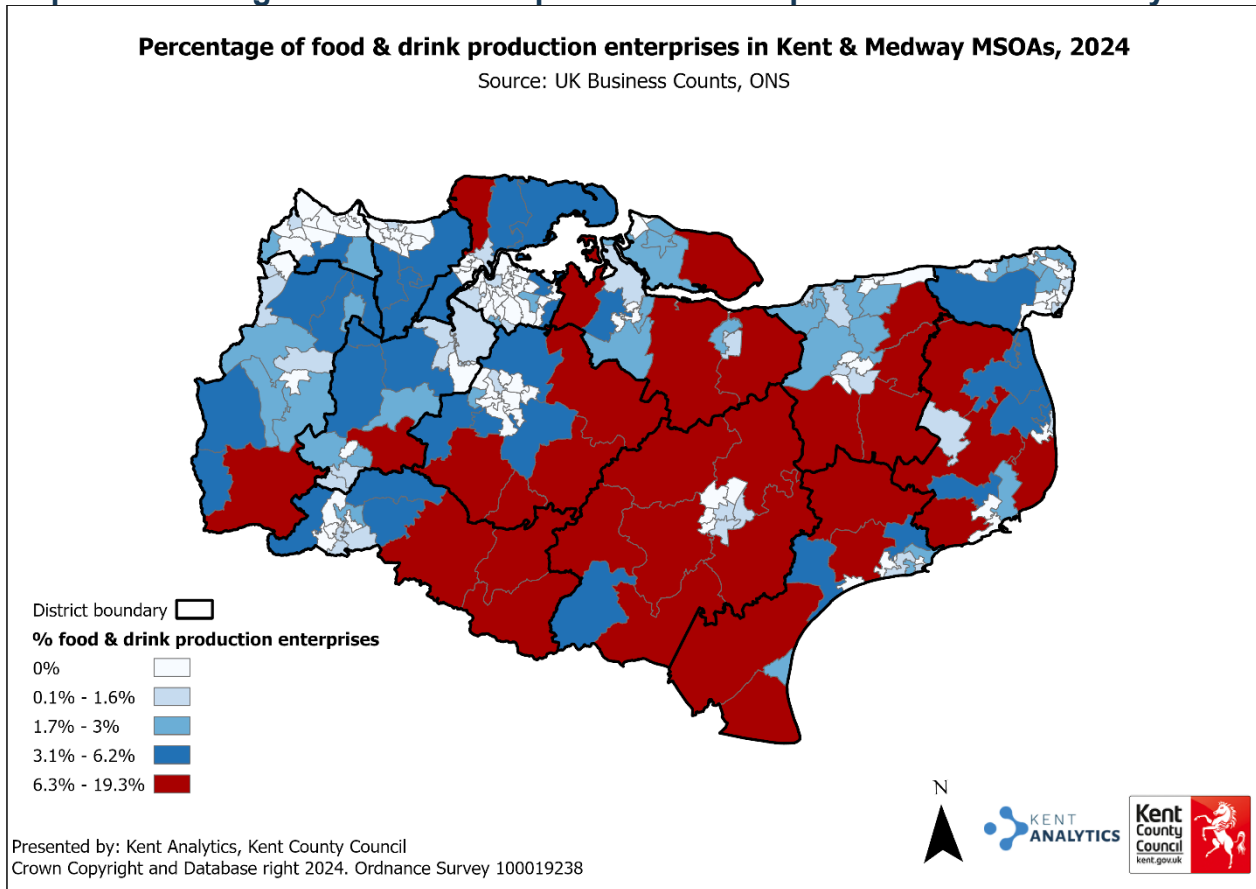 Percentage of food & drink production enterprises in Kent & Medway MSOAs, 2024
Source: UK Business Counts, ONS
District boundary
% food & drink production enterprises
0%
0.1% - 1.6%
1.7% - 3%
3.1% - 6.2%
6.3% - 19.3%
N
KENT
ANALYTICS
Kent
County
Council
kent.gov.uk
Presented by: Kent Analytics, Kent County Council
Crown Copyright and Database right 2024. Ordnance Survey 100019238